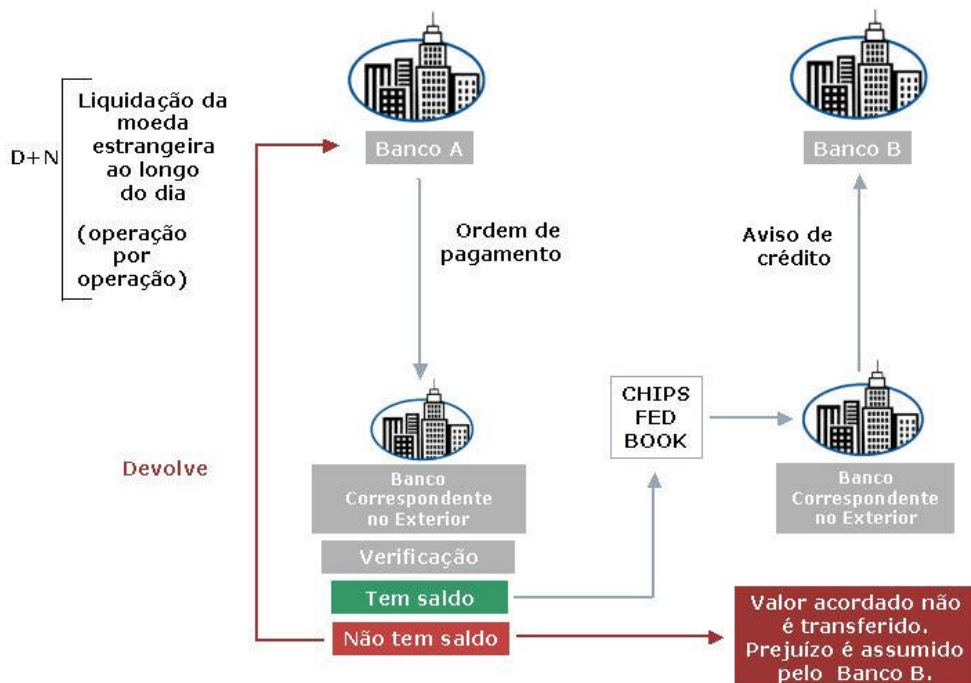 D+N
Liquidação da
moeda
estrangeira
ao longo
do dia
(operação
por
operação)
Banco A
Banco B
Ordem de
pagamento
Aviso de
crédito
CHIPS
FED
BOOK
Devolve
Banco
Correspondente
no Exterior
Banco
Correspondente
no Exterior
Verificação
Tem saldo
Não tem saldo
Valor acordado não
é transferido.
Prejuízo é assumido
pelo Banco B.